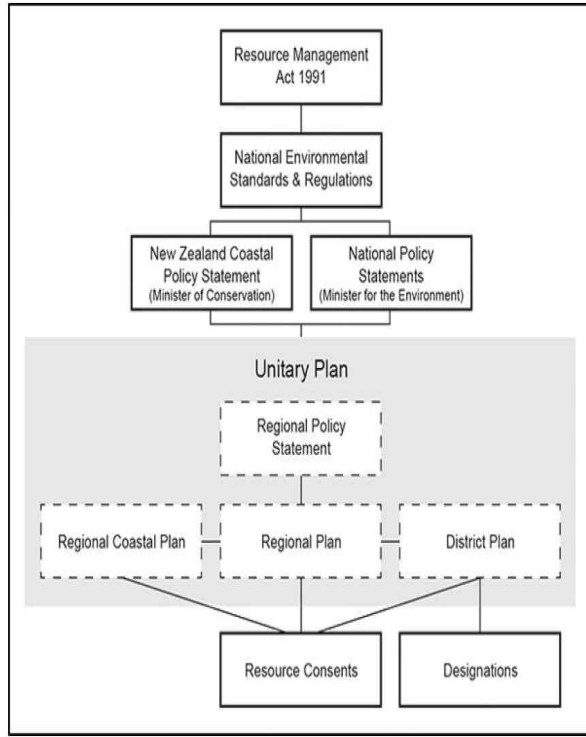 Resource Management
Act 1991
National Environmental
Standards & Regulations
New Zealand Coastal
Policy Statement
(Minister of Conservation)
National Policy
Statements
(Minister for the Environment)
Unitary Plan
Regional Policy
Statement
Regional Coastal Plan
Regional Plan
District Plan
Resource Consents
Designations